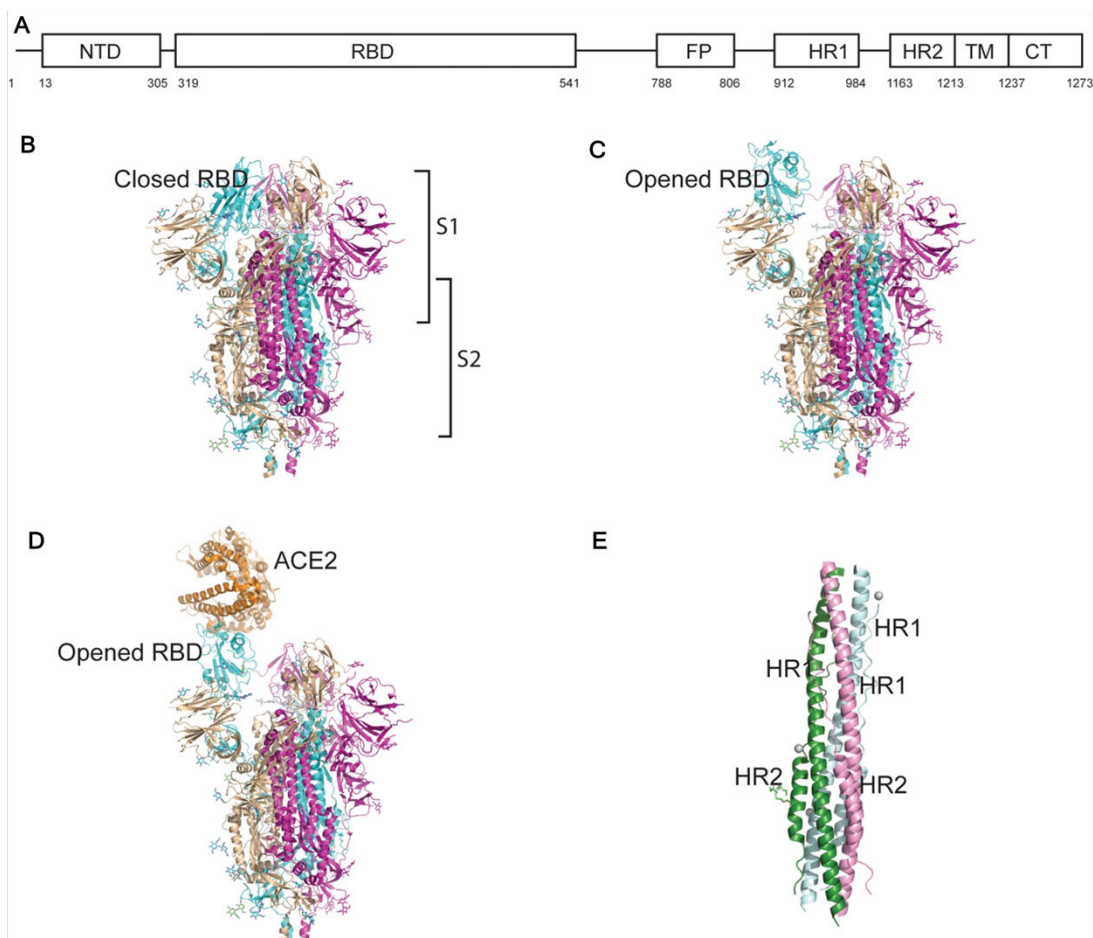 A
NTD RBD FP HR1 HR2 TM CT
1 13 305 319 541 788 806 912 984 1163 1213 1237 1273
B
Closed RBD
S1
S2
C
Opened RBD
D
ACE2
Opened RBD
E
HR1
HR1
HR1
HR2
HR2